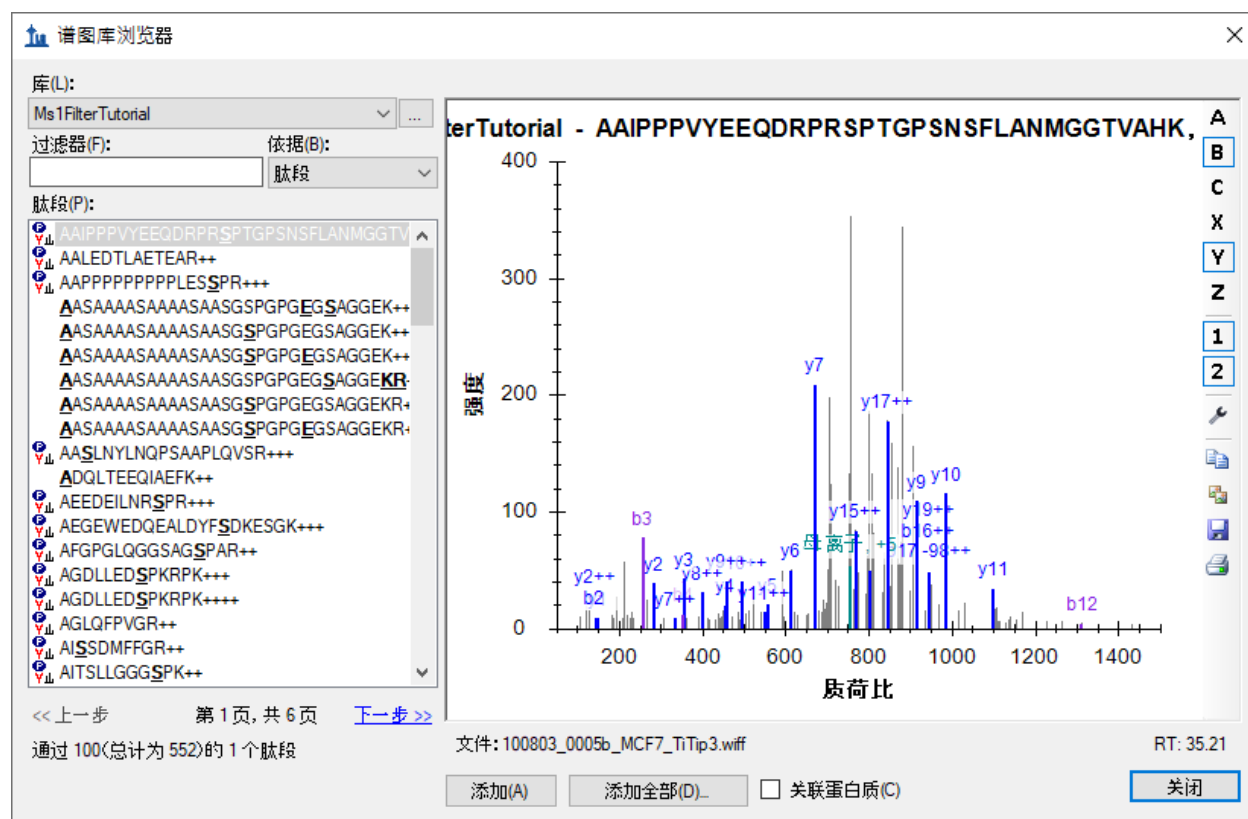 谱图库浏览器
库(L):
Ms1FilterTutorial
...
过滤器(F):
依据(B):
肽段
肽段(P):
AAIPPPVYEEQDRPRSPTGPSNSFLANMGGTV
AALEDTLAETEAR++
AAPPPPPPPPPLESSPR+++
AASAAAASAAAASAASGSPGPGEGSAGGEK++
AASAAAASAAAASAASGSPGPGEGSAGGEK++
AASAAAASAAAASAASGSPGPGEGSAGGEK++
AASAAAASAAAASAASGSPGPGEGSAGGEKR
AASAAAASAAAASAASGSPGPGEGSAGGEKR+
AASAAAASAAAASAASGSPGPGEGSAGGEKR+
AASLNYLNQPSAAPLQVSR+++
ADQLTEEQIAEFK++
AEEDEILNRSPR+++
AEGEWEDQEALDYFSDKESGK+++
AFGPGLQGGSAGSPAR++
AGDLLEDSPKRPK+++
AGDLLEDSPKRPK++++
AGLQFPVGR++
AISSDMFFGR++
AITSLLGGGSPK++
<<上一步
第 1 页, 共 6 页
下一步 >>
通过 100(总计为 552)的 1 个肽段
terTutorial - AAIPPPVYEEQDRPRSPTGPSNSFLANMGGTVAHK,
强度
400
300
200
100
0
y7
y17++
y9
y10
b3
y15++
y19++
b16++
母离子, +5
y17 -98++
y2++
y2
y3
y9++
y6
y8++
b2
y4
y5
y7++
y11++
y11
b12
200
400
600
800
1000
1200
1400
质荷比
A
B
C
X
Y
Z
1
2
文件: 100803_0005b_MCF7_TiTip3.wiff
RT: 35.21
添加(A)
添加全部(D)...
关联蛋白质(C)
关闭